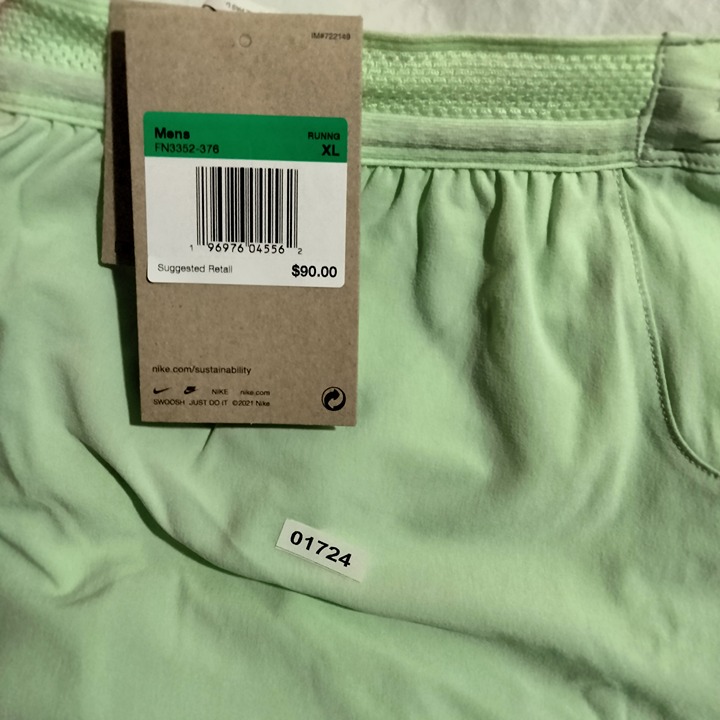 IM#722149
Mens RUNNG
FN3352-376 XL
1 96976 04556 2
Suggested Retail $90.00
nike.com/sustainability
NIKE nike.com
SWOOSH JUST DO IT ©2021 Nike
01724